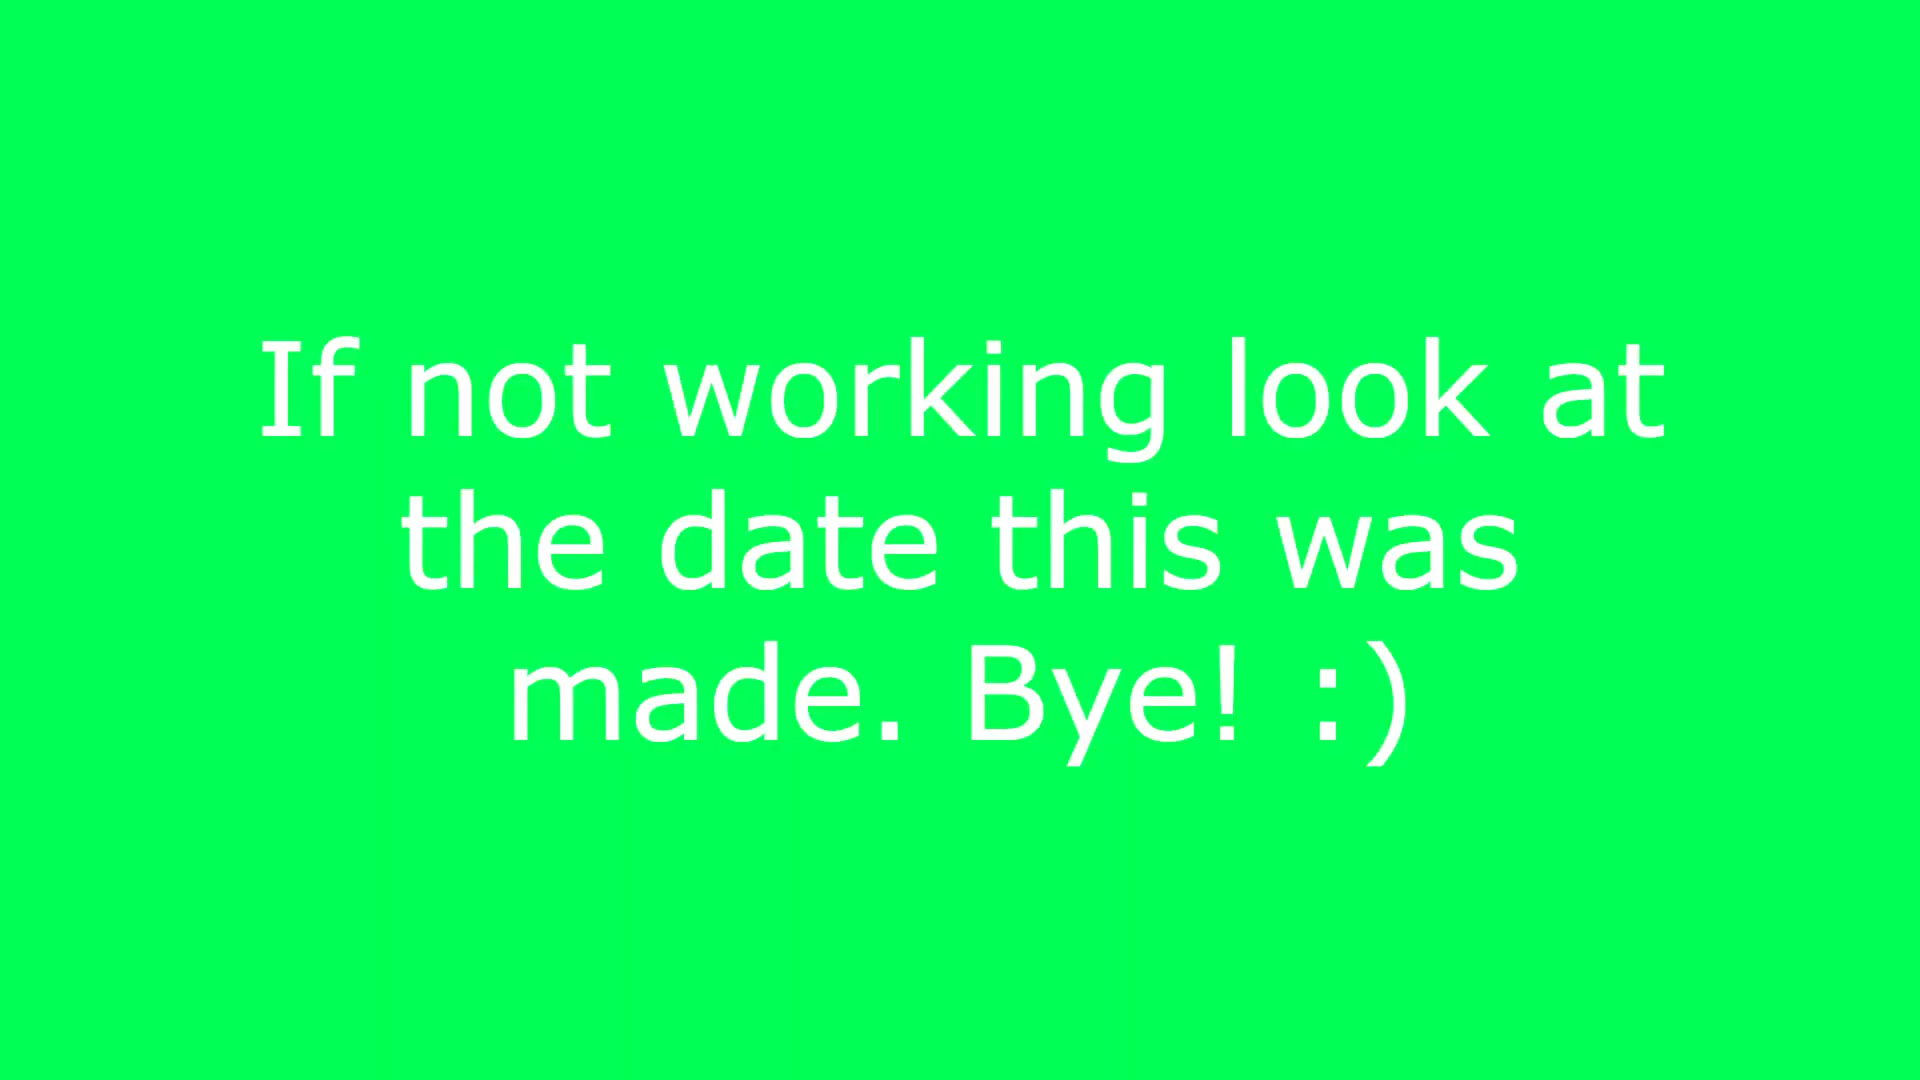 If not working look at
the date this was
made. Bye! :)